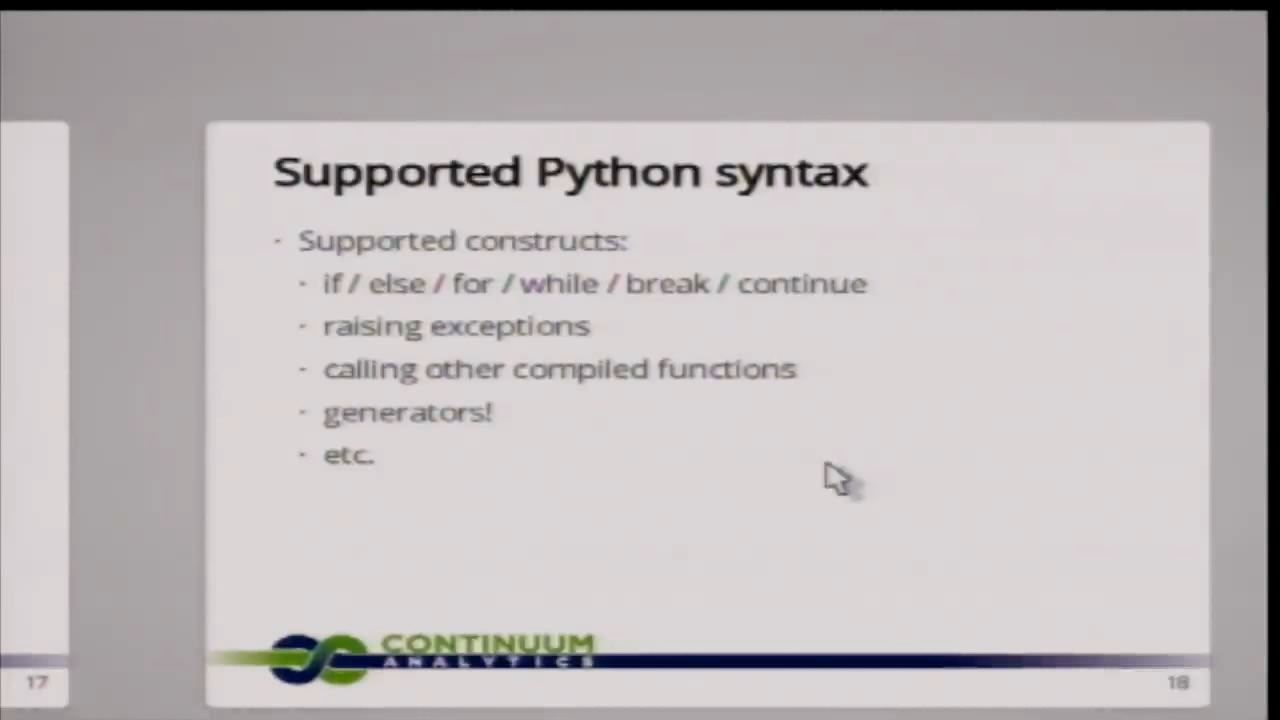 Supported Python syntax
· Supported constructs:
· if / else / for / while / break / continue
· raising exceptions
· calling other compiled functions
· generators!
· etc.
CONTINUUM
ANALYTICS
17
18